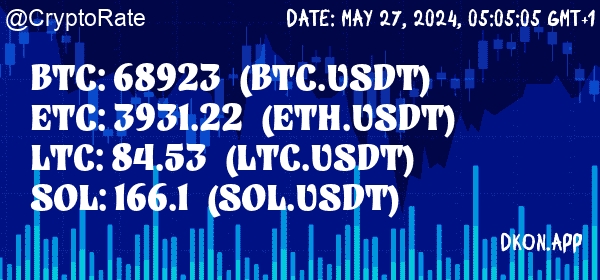 @CryptoRate
DATE: MAY 27, 2024, 05:05:05 GMT+1
BTC: 68923 (BTC.USDT)
ETC: 3931.22 (ETH.USDT)
LTC: 84.53 (LTC.USDT)
SOL: 166.1 (SOL.USDT)
DKON.APP